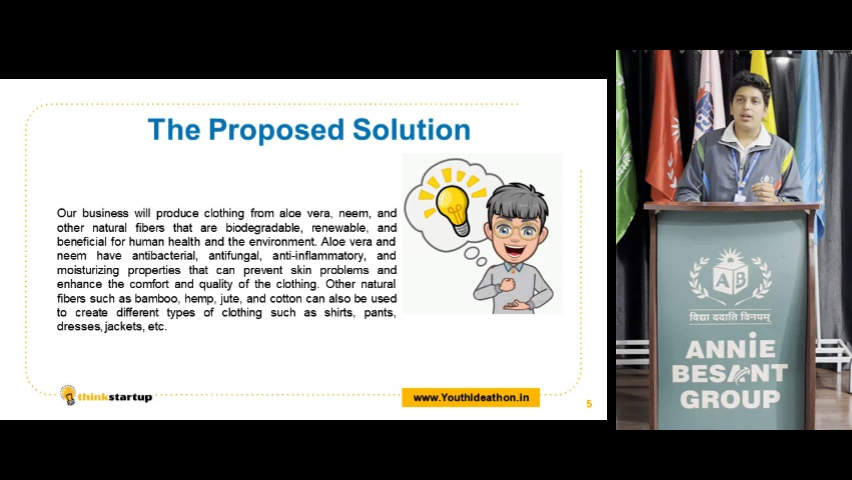 The Proposed Solution
Our business will produce clothing from aloe vera, neem, and
other natural fibers that are biodegradable, renewable, and
beneficial for human health and the environment. Aloe vera and
neem have antibacterial, antifungal, anti-inflammatory, and
moisturizing properties that can prevent skin problems and
enhance the comfort and quality of the clothing. Other natural
fibers such as bamboo, hemp, jute, and cotton can also be used
to create different types of clothing such as shirts, pants,
dresses, jackets, etc.
thinkstartup
www.YouthIdeathon.in
5
AB
विद्या ददाति विनयम्
ANNIE
BESANT
GROUP